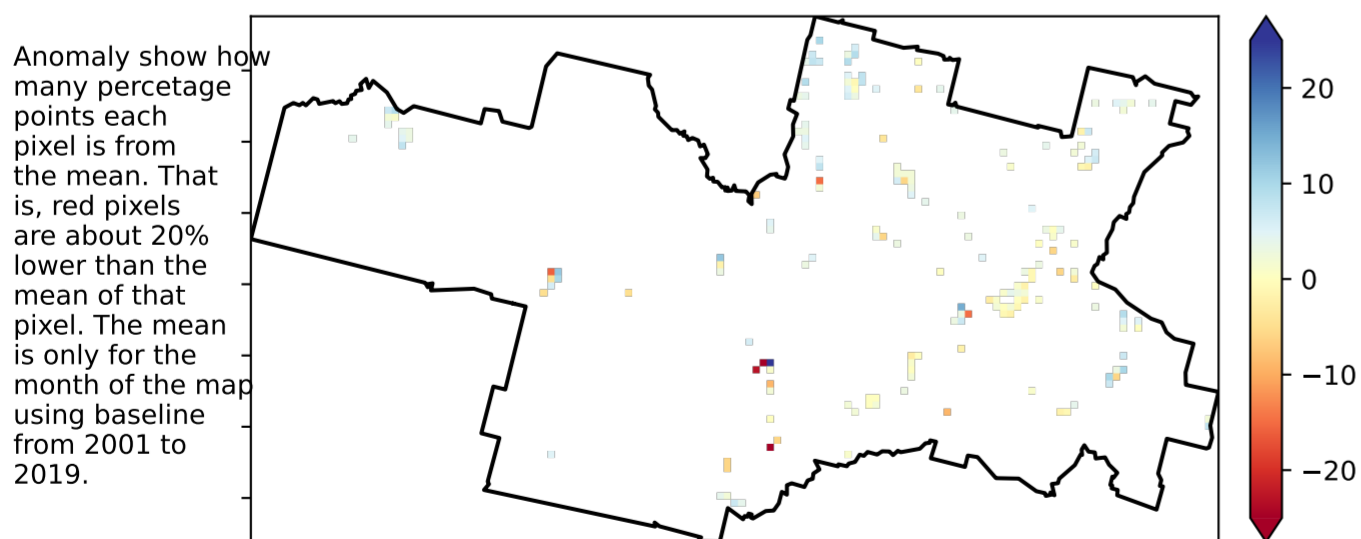 Anomaly show how
many percetage
points each
pixel is from
the mean. That
is, red pixels
are about 20%
lower than the
mean of that
pixel. The mean
is only for the
month of the map
using baseline
from 2001 to
2019.
20
10
0
−10
−20